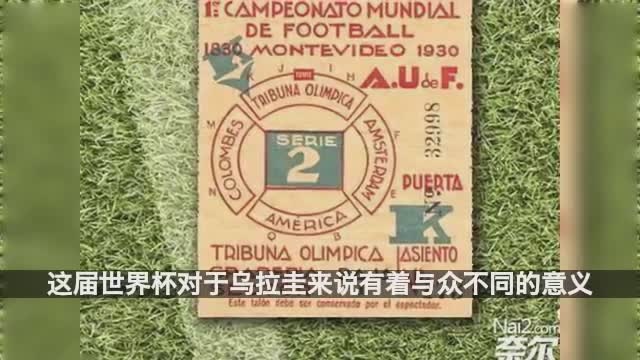 1er CAMPEONATO MUNDIAL
DE FOOTBALL
1830 MONTEVIDEO 1930
A.U de F.
K J I H
TRIBUNA OLIMPICA
COLOMBES
AMSTERDAM
AMÉRICA
SERIE
2
M
F
N
E
O
B
Nº 32998
PUERTA
K
TRIBUNA OLIMPICA
ASIENTO
Este talón debe ser conservado por el espectador.
这届世界杯对于乌拉圭来说有着与众不同的意义
Nai2.com
奈尔